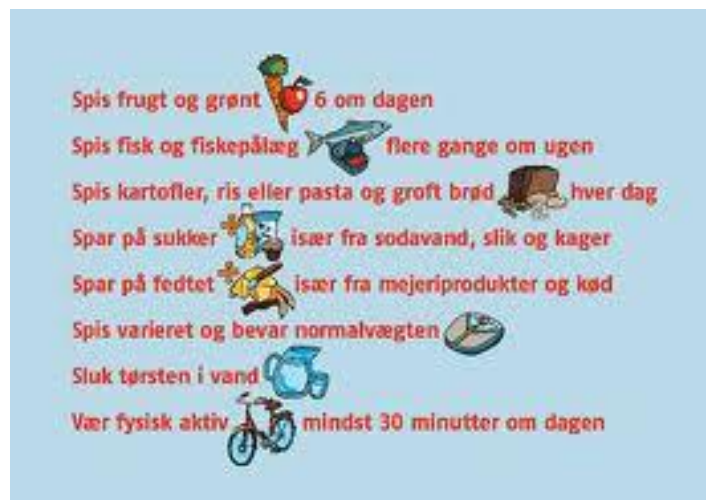 Spis frugt og grønt 6 om dagen
Spis fisk og fiskepålæg flere gange om ugen
Spis kartofler, ris eller pasta og groft brød hver dag
Spar på sukker især fra sodavand, slik og kager
Spar på fedtet især fra mejeriprodukter og kød
Spis varieret og bevar normalvægten
Sluk tørsten i vand
Vær fysisk aktiv mindst 30 minutter om dagen